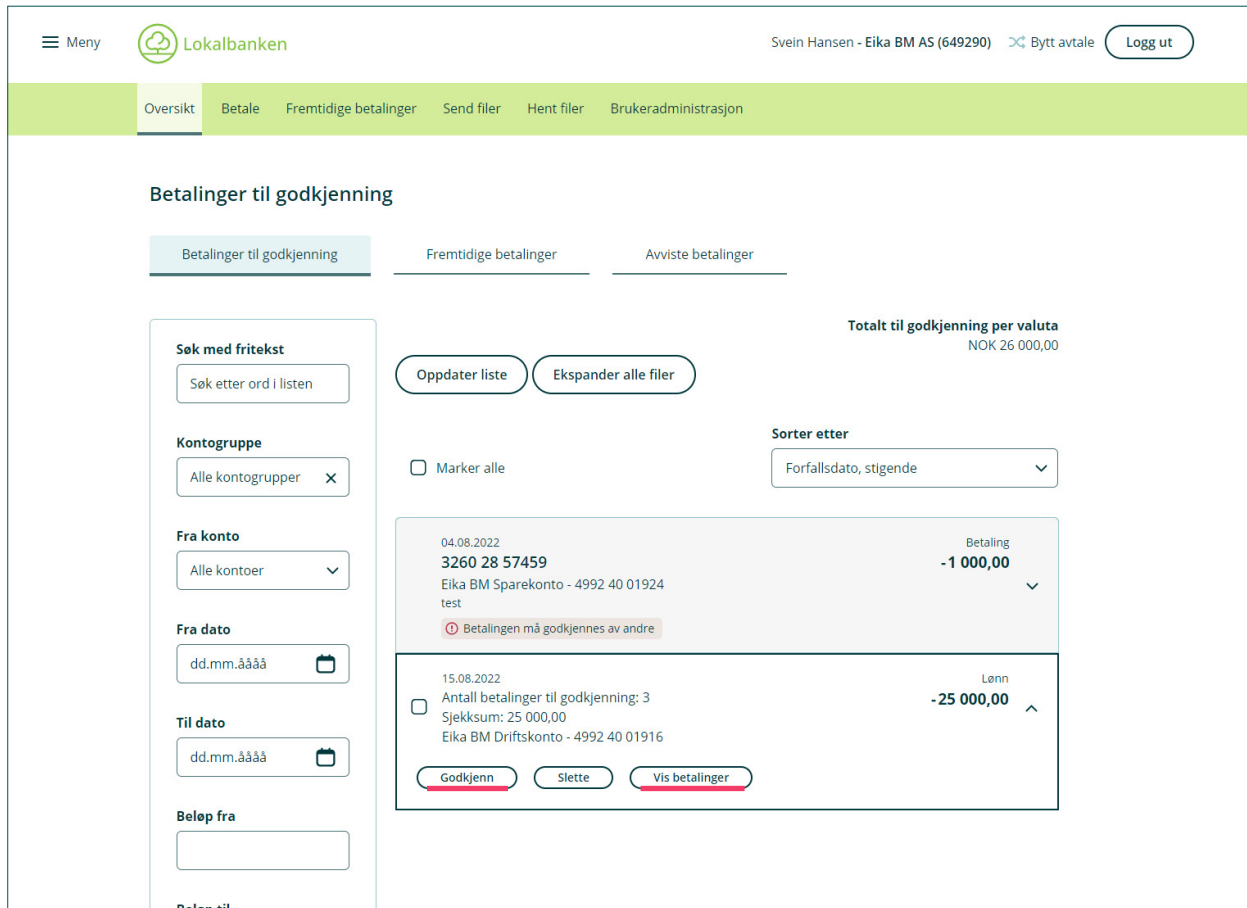 Meny
Lokalbanken
Svein Hansen - Eika BM AS (649290)
Bytt avtale
Logg ut
Oversikt
Betale
Fremtidige betalinger
Send filer
Hent filer
Brukeradministrasjon
Betalinger til godkjenning
Betalinger til godkjenning
Fremtidige betalinger
Avviste betalinger
Søk med fritekst
Søk etter ord i listen
Kontogruppe
Alle kontogrupper
Fra konto
Alle kontoer
Fra dato
dd.mm.åååå
Til dato
dd.mm.åååå
Beløp fra
Totalt til godkjenning per valuta
NOK 26 000,00
Oppdater liste
Ekspander alle filer
Marker alle
Sorter etter
Forfallsdato, stigende
04.08.2022
3260 28 57459
Eika BM Sparekonto - 4992 40 01924
test
Betalingen må godkjennes av andre
Betaling
-1 000,00
15.08.2022
Antall betalinger til godkjenning: 3
Sjekksum: 25 000,00
Eika BM Driftskonto - 4992 40 01916
Lønn
-25 000,00
Godkjenn
Slette
Vis betalinger